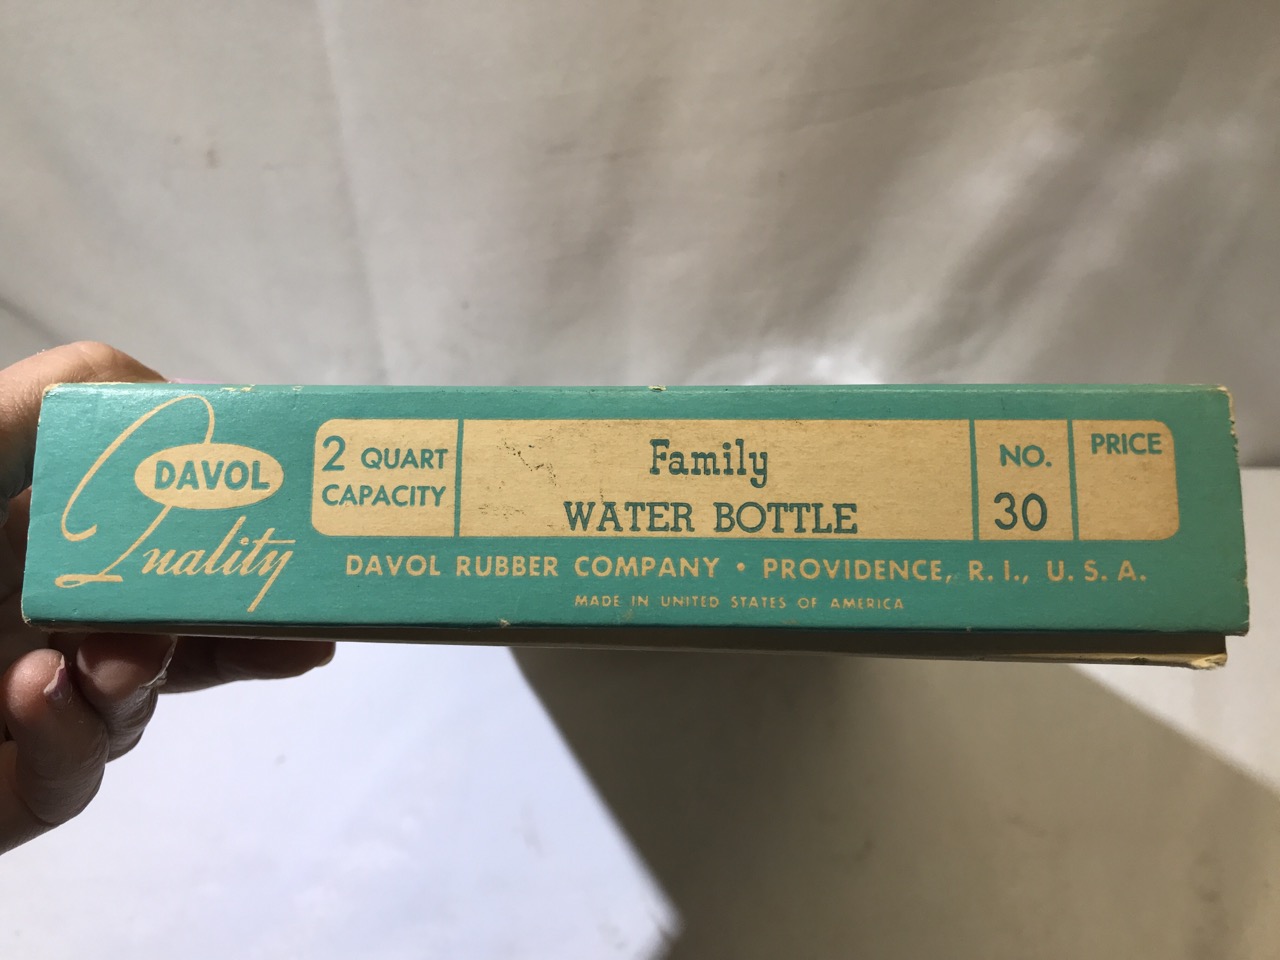 DAVOL
Quality
2 QUART
CAPACITY
Family
WATER BOTTLE
NO.
30
PRICE
DAVOL RUBBER COMPANY • PROVIDENCE, R. I., U. S. A.
MADE IN UNITED STATES OF AMERICA